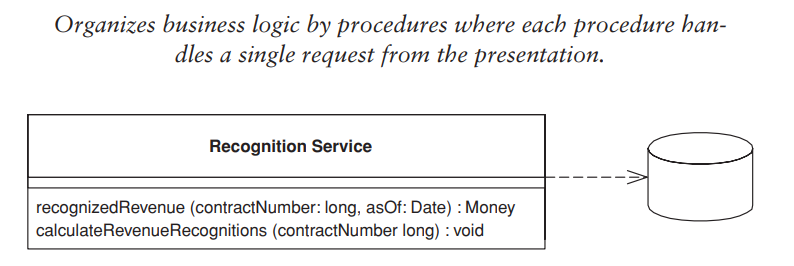 Organizes business logic by procedures where each procedure han-
dles a single request from the presentation.
Recognition Service
recognizedRevenue (contractNumber: long, asOf: Date) : Money
calculateRevenueRecognitions (contractNumber long) : void